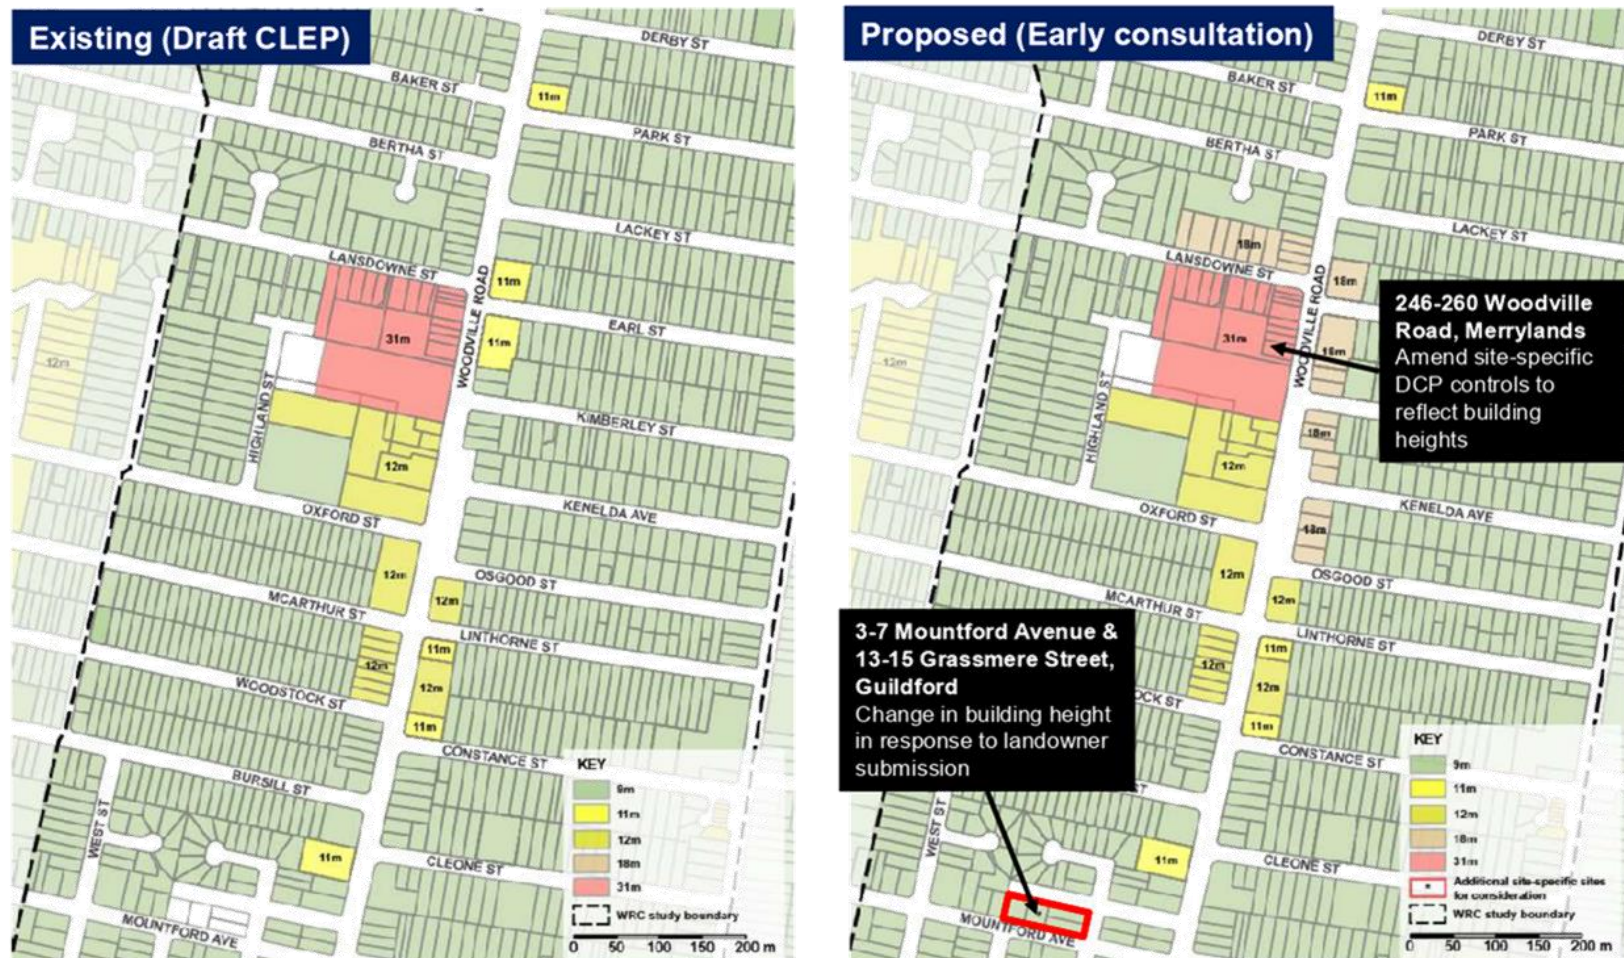 Existing (Draft CLEP)
DERBY ST
BAKER ST
11m
PARK ST
BERTHA ST
LACKEY ST
LANSDOWNE ST
11m
WOODVILLE ROAD
EARL ST
31m
11m
12m
HIGHLAND ST
KIMBERLEY ST
12m
OXFORD ST
KENELDA AVE
12m
OSGOOD ST
MCARTHUR ST
12m
LINTHORNE ST
11m
12m
12m
WOODSTOCK ST
11m
CONSTANCE ST
BURSILL ST
WEST ST
11m
CLEONE ST
MOUNTFORD AVE
KEY
9m
11m
12m
18m
31m
WRC study boundary
0 50 100 150 200 m
Proposed (Early consultation)
DERBY ST
BAKER ST
11m
PARK ST
BERTHA ST
LACKEY ST
18m
LANSDOWNE ST
18m
WOODVILLE ROAD
246-260 Woodville
Road, Merrylands
Amend site-specific
DCP controls to
reflect building
heights
31m
18m
12m
HIGHLAND ST
18m
12m
OXFORD ST
KENELDA AVE
18m
12m
OSGOOD ST
MCARTHUR ST
12m
LINTHORNE ST
3-7 Mountford Avenue &
13-15 Grassmere Street,
Guildford
Change in building height
in response to landowner
submission
11m
12m
12m
OCK ST
11m
CONSTANCE ST
ST
WEST ST
11m
CLEONE ST
MOUNTFORD AVE
KEY
9m
11m
12m
18m
31m
Additional site-specific sites
for consideration
WRC study boundary
0 50 100 150 200 m